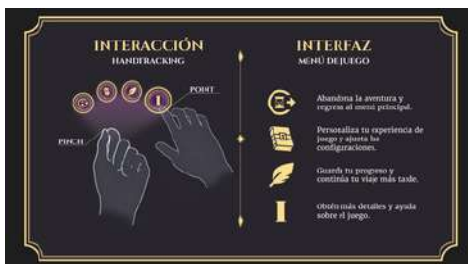 INTERACCIÓN
HANDTRACKING
POINT
PINCH
INTERFAZ
MENÚ DE JUEGO
Abandona la aventura y
regresa al menú principal.
Personaliza tu experiencia de
juego y ajusta las
configuraciones.
Guarda tu progreso y
continúa tu viaje más tarde.
Obtén más detalles y ayuda
sobre el juego.